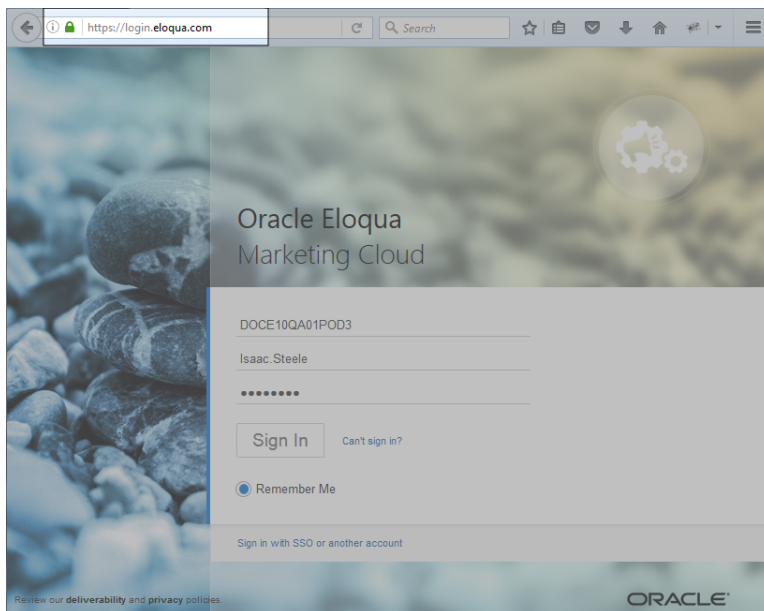 https://login.eloqua.com
Search
Oracle Eloqua
Marketing Cloud
DOCE10QA01POD3
Isaac.Steele
••••••••
Sign In
Can't sign in?
Remember Me
Sign in with SSO or another account
Review our deliverability and privacy policies.
ORACLE®